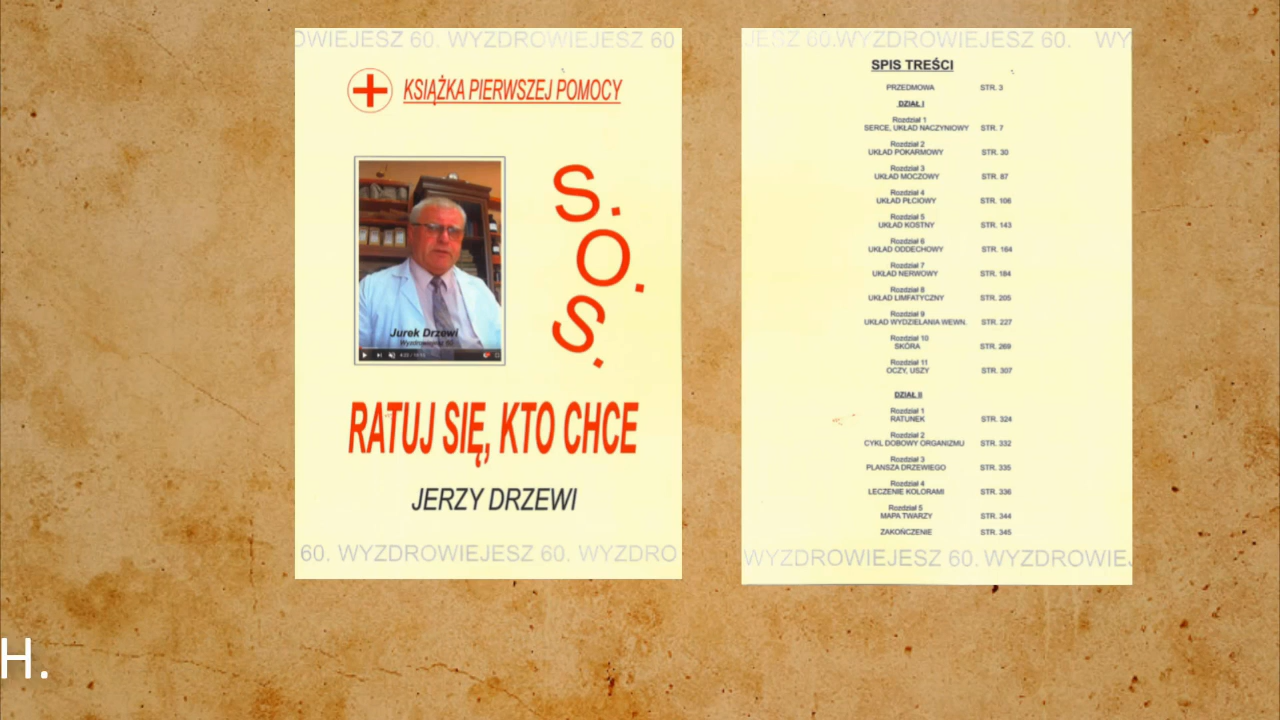 OWIEJESZ 60. WYZDROWIEJESZ 60
KSIĄŻKA PIERWSZEJ POMOCY
S.O.S.
Jurek Drzewi
Wyzdrowiejesz 60
RATUJ SIĘ, KTO CHCE
JERZY DRZEWI
60. WYZDROWIEJESZ 60. WYZDRO
JESZ 60.WYZDROWIEJESZ 60. WY
SPIS TREŚCI
PRZEDMOWA STR. 3
DZIAŁ I
Rozdział 1
SERCE, UKŁAD NACZYNIOWY STR. 7
Rozdział 2
UKŁAD POKARMOWY STR. 30
Rozdział 3
UKŁAD MOCZOWY STR. 87
Rozdział 4
UKŁAD PŁCIOWY STR. 106
Rozdział 5
UKŁAD KOSTNY STR. 143
Rozdział 6
UKŁAD ODDECHOWY STR. 164
Rozdział 7
UKŁAD NERWOWY STR. 184
Rozdział 8
UKŁAD LIMFATYCZNY STR. 205
Rozdział 9
UKŁAD WYDZIELANIA WEWN. STR. 227
Rozdział 10
SKÓRA STR. 269
Rozdział 11
OCZY, USZY STR. 307
DZIAŁ II
Rozdział 1
RATUNEK STR. 324
Rozdział 2
CYKL DOBOWY ORGANIZMU STR. 332
Rozdział 3
PLANSZA DRZEWIEGO STR. 335
Rozdział 4
LECZENIE KOLORAMI STR. 336
Rozdział 5
MAPA TWARZY STR. 344
ZAKOŃCZENIE STR. 345
WYZDROWIEJESZ 60. WYZDROWIEJ
H.